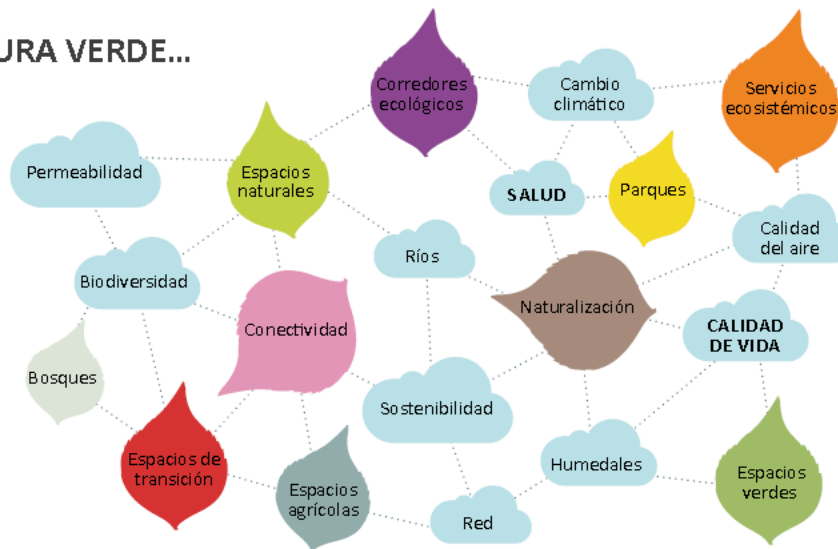 URA VERDE...
Corredores
ecológicos
Cambio
climático
Servicios
ecosistémicos
Permeabilidad
Espacios
naturales
SALUD
Parques
Calidad
del aire
Ríos
Biodiversidad
Naturalización
Conectividad
CALIDAD
DE VIDA
Bosques
Sostenibilidad
Espacios de
transición
Humedales
Espacios
verdes
Espacios
agrícolas
Red